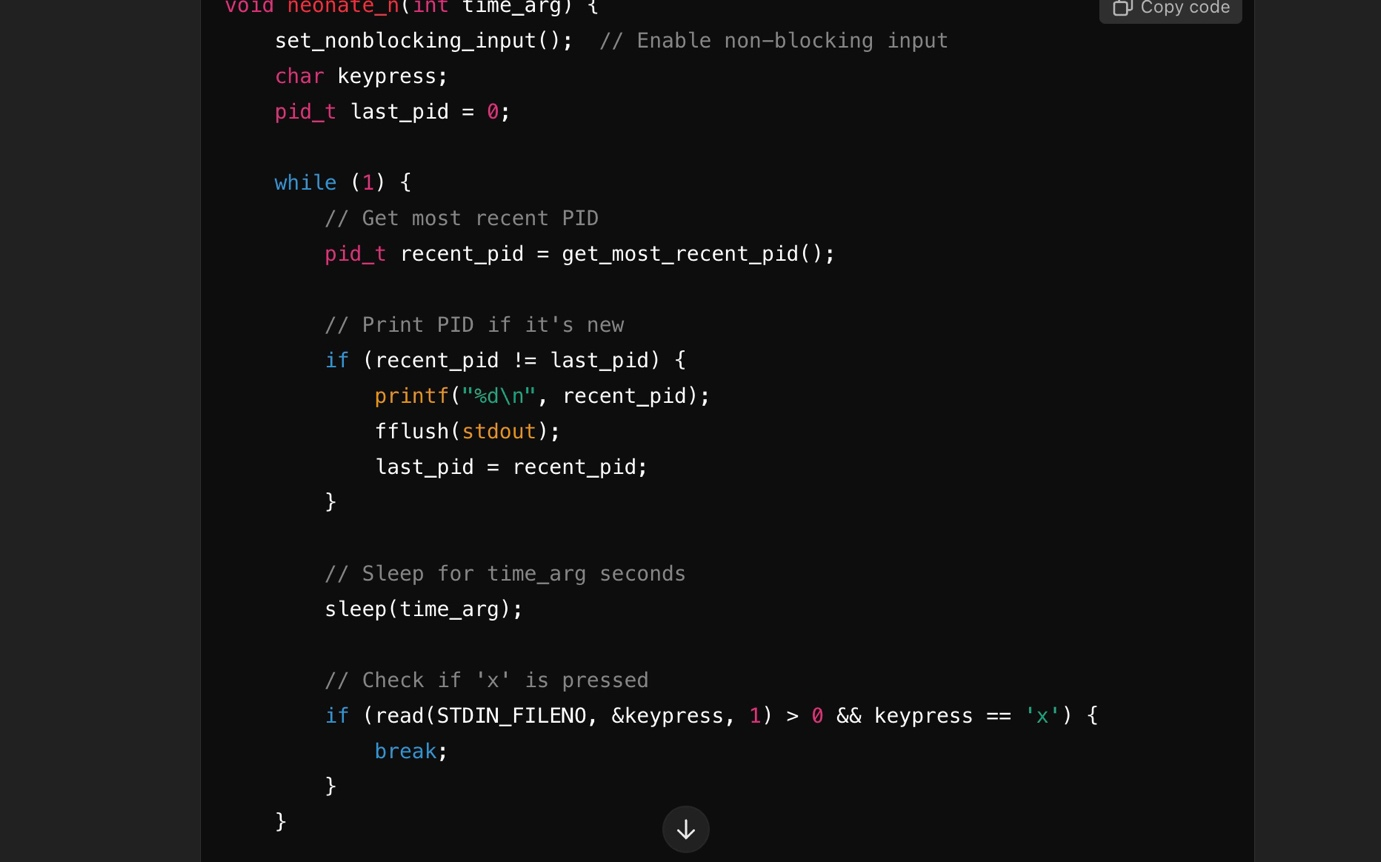 void neonate_n(int time_arg) {
Copy code
    set_nonblocking_input();  // Enable non-blocking input
    char keypress;
    pid_t last_pid = 0;

    while (1) {
        // Get most recent PID
        pid_t recent_pid = get_most_recent_pid();

        // Print PID if it's new
        if (recent_pid != last_pid) {
            printf("%d\n", recent_pid);
            fflush(stdout);
            last_pid = recent_pid;
        }

        // Sleep for time_arg seconds
        sleep(time_arg);

        // Check if 'x' is pressed
        if (read(STDIN_FILENO, &keypress, 1) > 0 && keypress == 'x') {
            break;
        }
    }